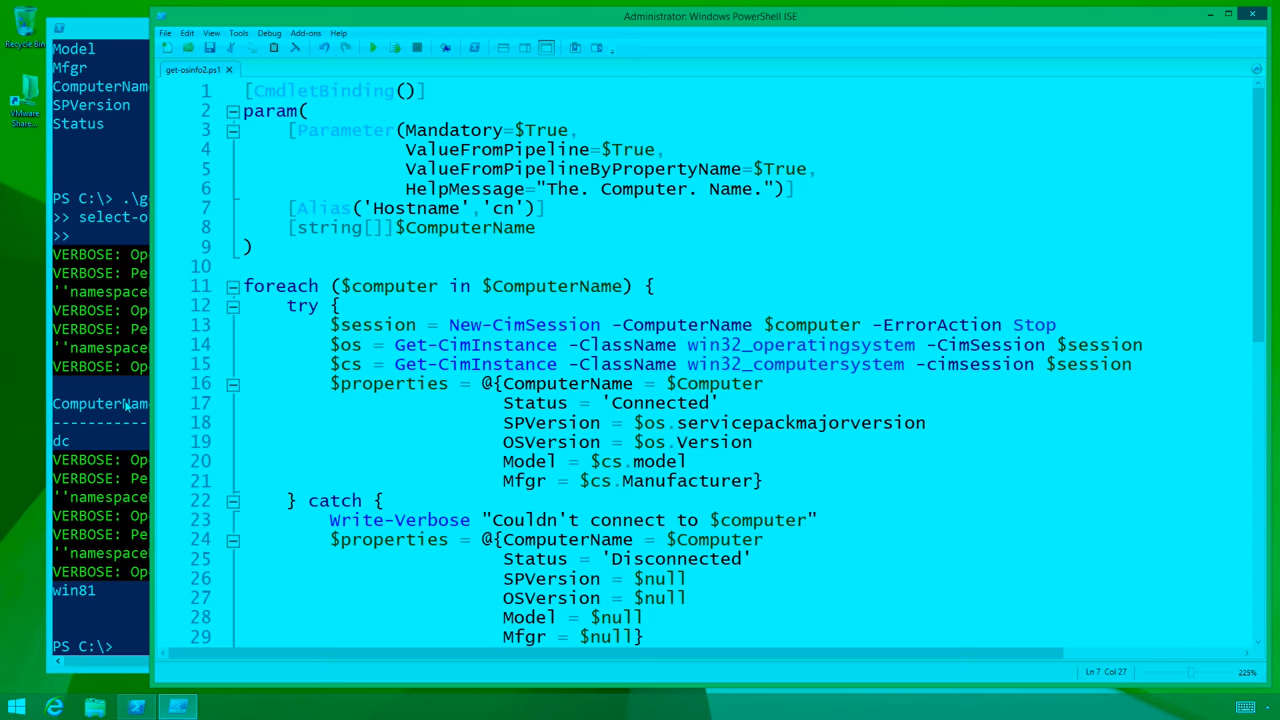 Administrator: Windows PowerShell ISE
File Edit View Tools Debug Add-ons Help
get-osinfo2.ps1
1 [CmdletBinding()]
2 param(
3 [Parameter(Mandatory=$True,
4 ValueFromPipeline=$True,
5 ValueFromPipelineByPropertyName=$True,
6 HelpMessage="The. Computer. Name.")]
7 [Alias('Hostname','cn')]
8 [string[]]$ComputerName
9 )
10
11 foreach ($computer in $ComputerName) {
12 try {
13 $session = New-CimSession -ComputerName $computer -ErrorAction Stop
14 $os = Get-CimInstance -ClassName win32_operatingsystem -CimSession $session
15 $cs = Get-CimInstance -ClassName win32_computersystem -cimsession $session
16 $properties = @{ComputerName = $Computer
17 Status = 'Connected'
18 SPVersion = $os.servicepackmajorversion
19 OSVersion = $os.Version
20 Model = $cs.model
21 Mfgr = $cs.Manufacturer}
22 } catch {
23 Write-Verbose "Couldn't connect to $computer"
24 $properties = @{ComputerName = $Computer
25 Status = 'Disconnected'
26 SPVersion = $null
27 OSVersion = $null
28 Model = $null
29 Mfgr = $null}
Ln 7 Col 27
225%
Recycle Bin
VMware
Share...
Model
Mfgr
ComputerNam
SPVersion
Status
PS C:\> .\g
>> select-o
>>
VERBOSE: Op
VERBOSE: Pe
''namespace
VERBOSE: Op
VERBOSE: Pe
''namespace
VERBOSE: Op
ComputerNam
-----------
dc
VERBOSE: Op
VERBOSE: Pe
''namespace
VERBOSE: Op
VERBOSE: Pe
''namespace
VERBOSE: Op
win81
PS C:\>